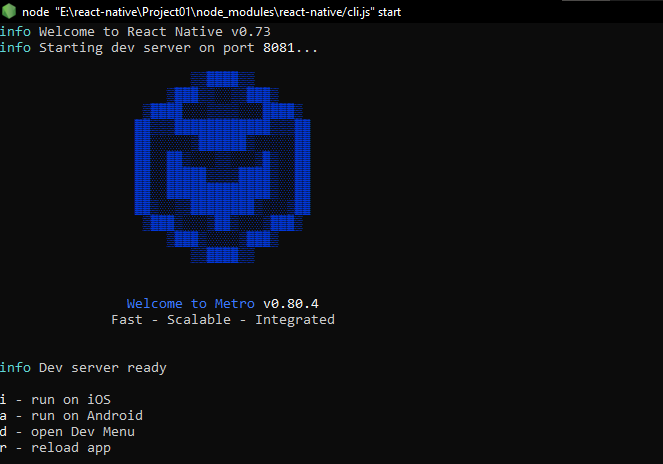 node "E:\react-native\Project01\node_modules\react-native/cli.js" start
info Welcome to React Native v0.73
info Starting dev server on port 8081...
Welcome to Metro v0.80.4
Fast - Scalable - Integrated
info Dev server ready
i - run on iOS
a - run on Android
d - open Dev Menu
r - reload app